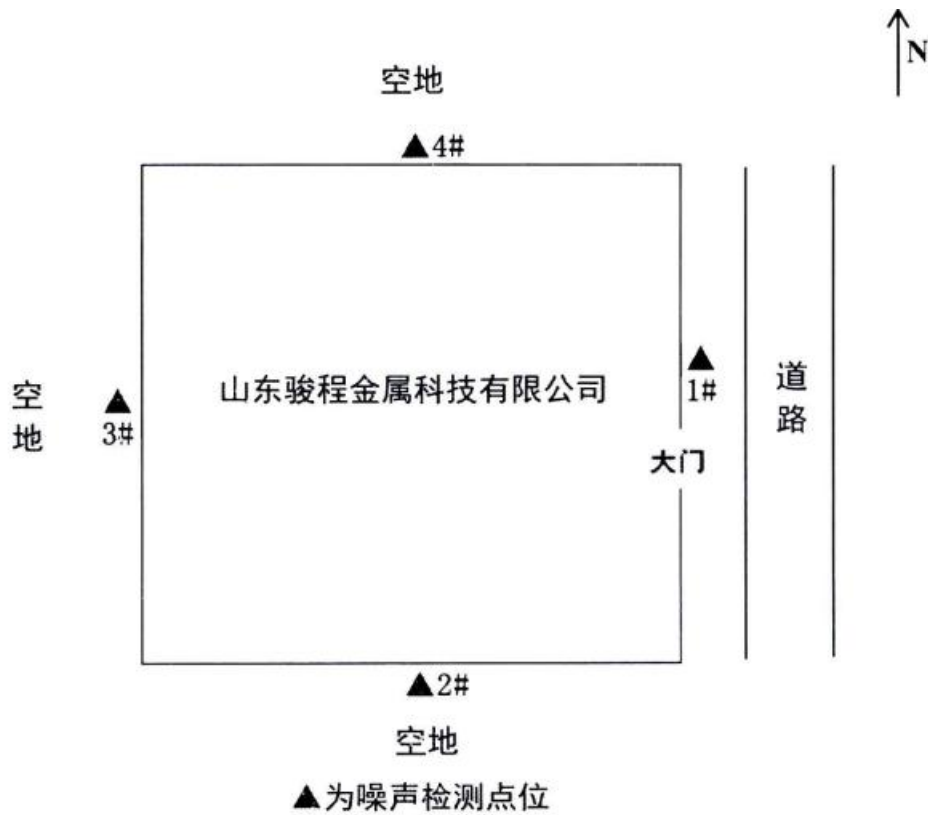 N
空地
▲4#
山东骏程金属科技有限公司
▲
1#
道路
空地
▲
3#
大门
▲2#
空地
▲为噪声检测点位